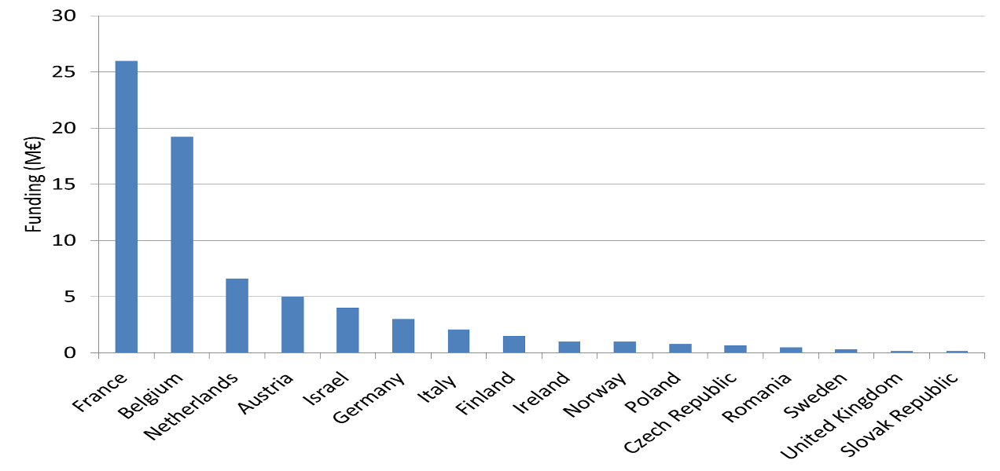 30
25
20
15
10
5
0
Funding (M€)
France
Belgium
Netherlands
Austria
Israel
Germany
Italy
Finland
Ireland
Norway
Poland
Czech Republic
Romania
Sweden
United Kingdom
Slovak Republic